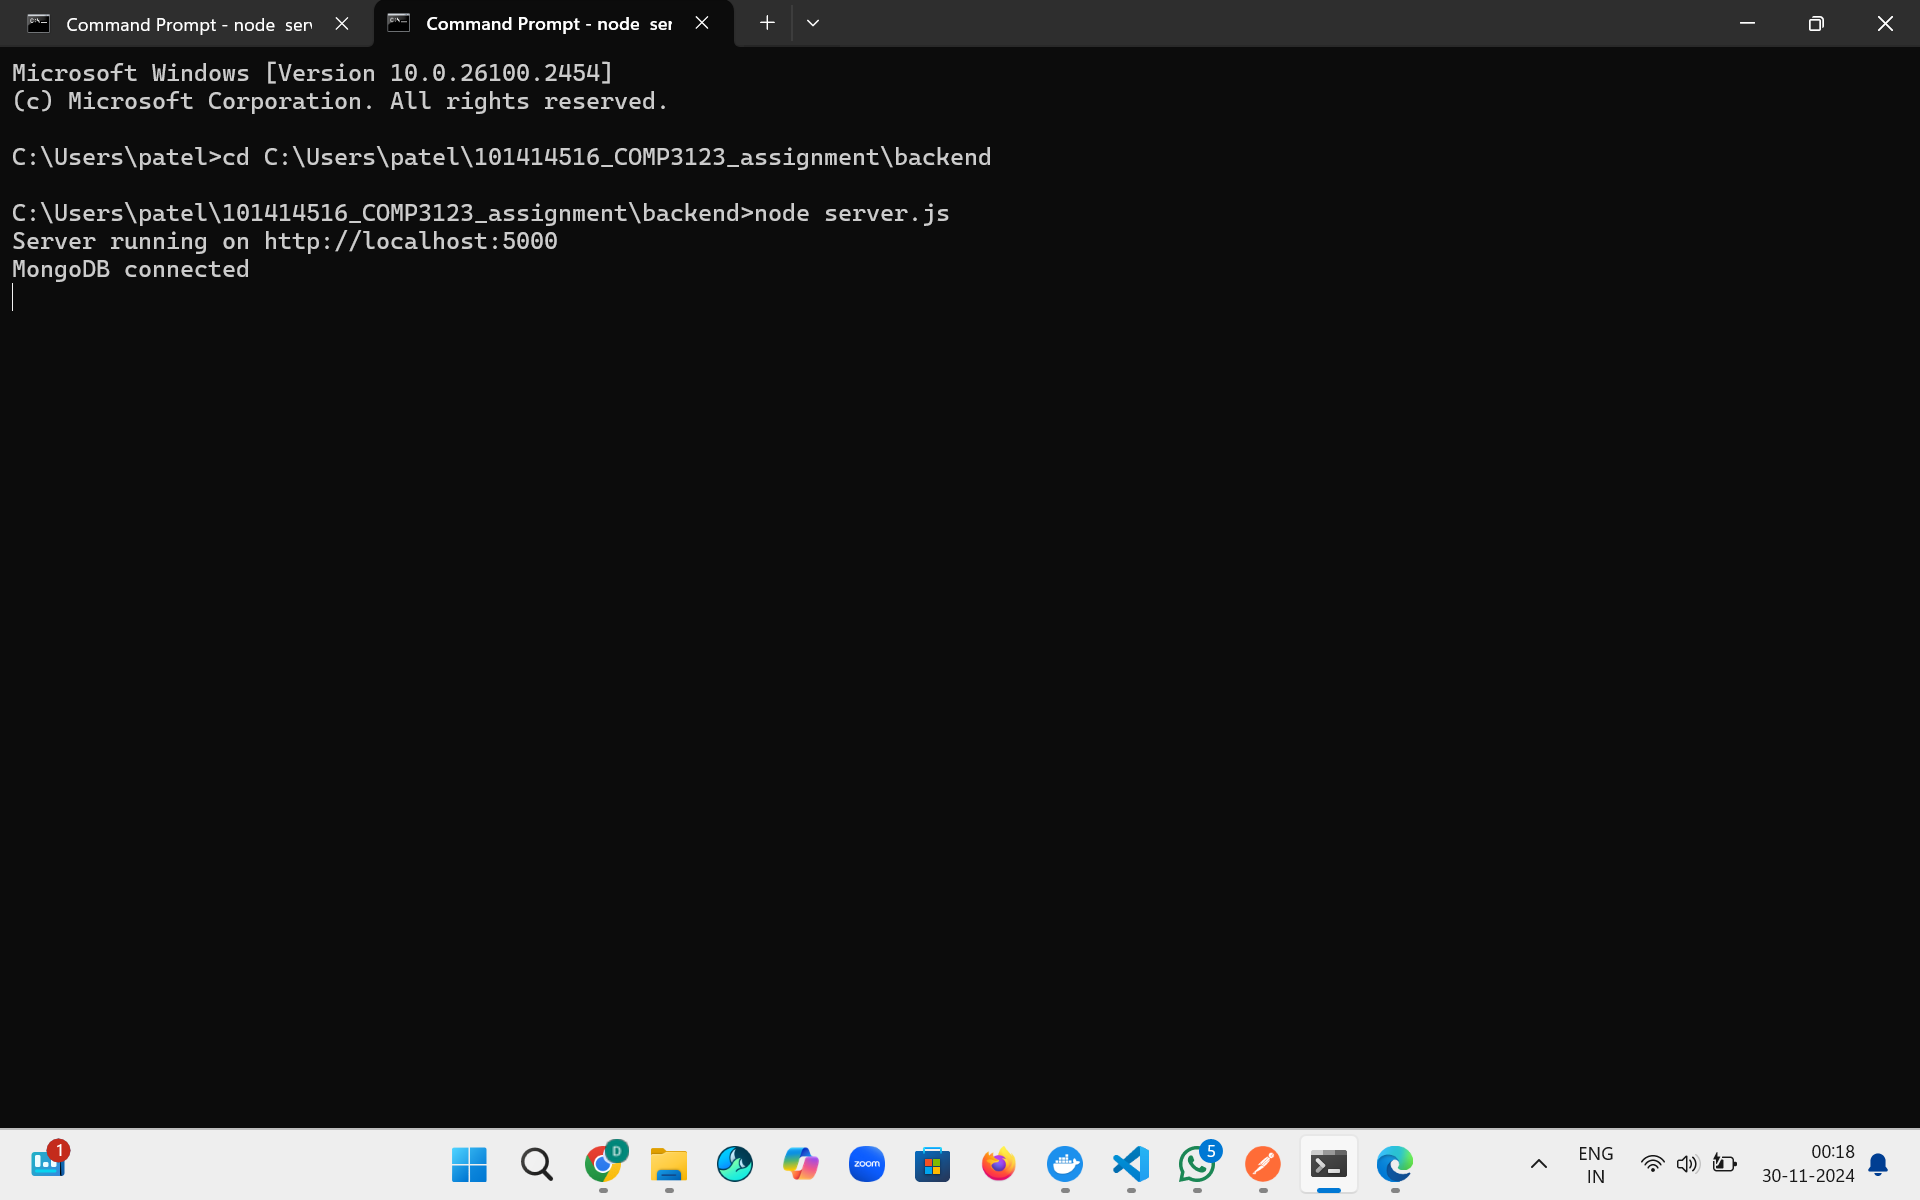 Command Prompt - node ser
Command Prompt - node ser
Microsoft Windows [Version 10.0.26100.2454]
(c) Microsoft Corporation. All rights reserved.
C:\Users\patel>cd C:\Users\patel\101414516_COMP3123_assignment\backend
C:\Users\patel\101414516_COMP3123_assignment\backend>node server.js
Server running on http://localhost:5000
MongoDB connected
1
D
zoom
5
ENG
IN
00:18
30-11-2024